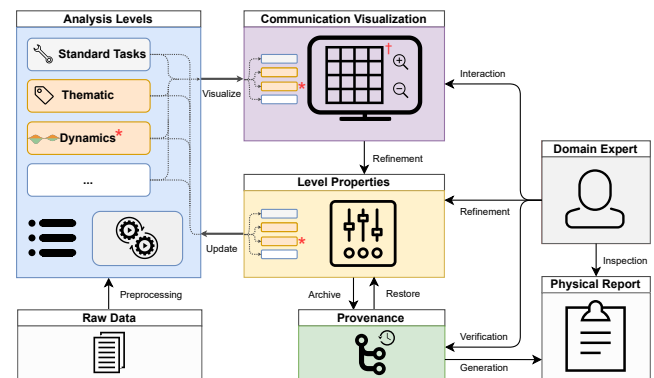 Analysis Levels
Standard Tasks
Thematic
Dynamics*
...
Visualize
Communication Visualization
*
†
Interaction
Refinement
Domain Expert
Level Properties
*
Update
Refinement
Inspection
Preprocessing
Archive
Restore
Physical Report
Raw Data
Provenance
Verification
Generation